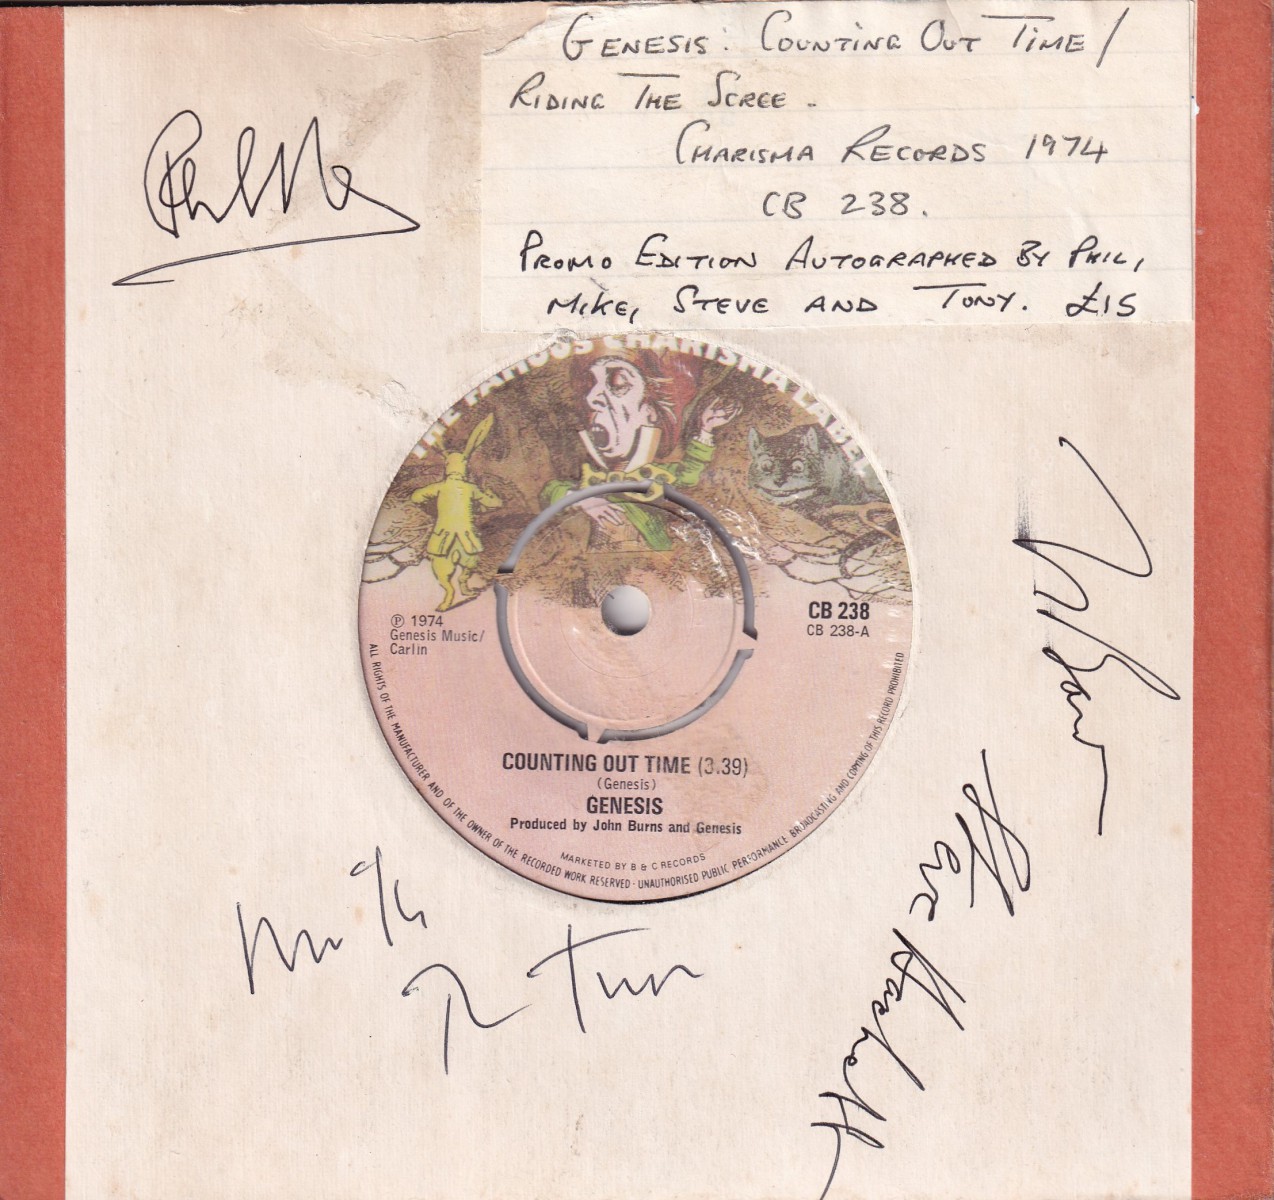 GENESIS: COUNTING OUT TIME /
RIDING THE SCREE.
CHARISMA RECORDS 1974
CB 238.
PROMO EDITION AUTOGRAPHED BY PHIL,
MIKE, STEVE AND TONY. £15
THE FAMOUS CHARISMA LABEL
℗ 1974
Genesis Music/
Carlin
CB 238
CB 238-A
COUNTING OUT TIME (3.39)
(Genesis)
GENESIS
Produced by John Burns and Genesis
MARKETED BY B & C RECORDS
ALL RIGHTS OF THE MANUFACTURER AND OF THE OWNER OF THE RECORDED WORK RESERVED · UNAUTHORISED PUBLIC PERFORMANCE BROADCASTING AND COPYING OF THIS RECORD PROHIBITED
Steve Hackett